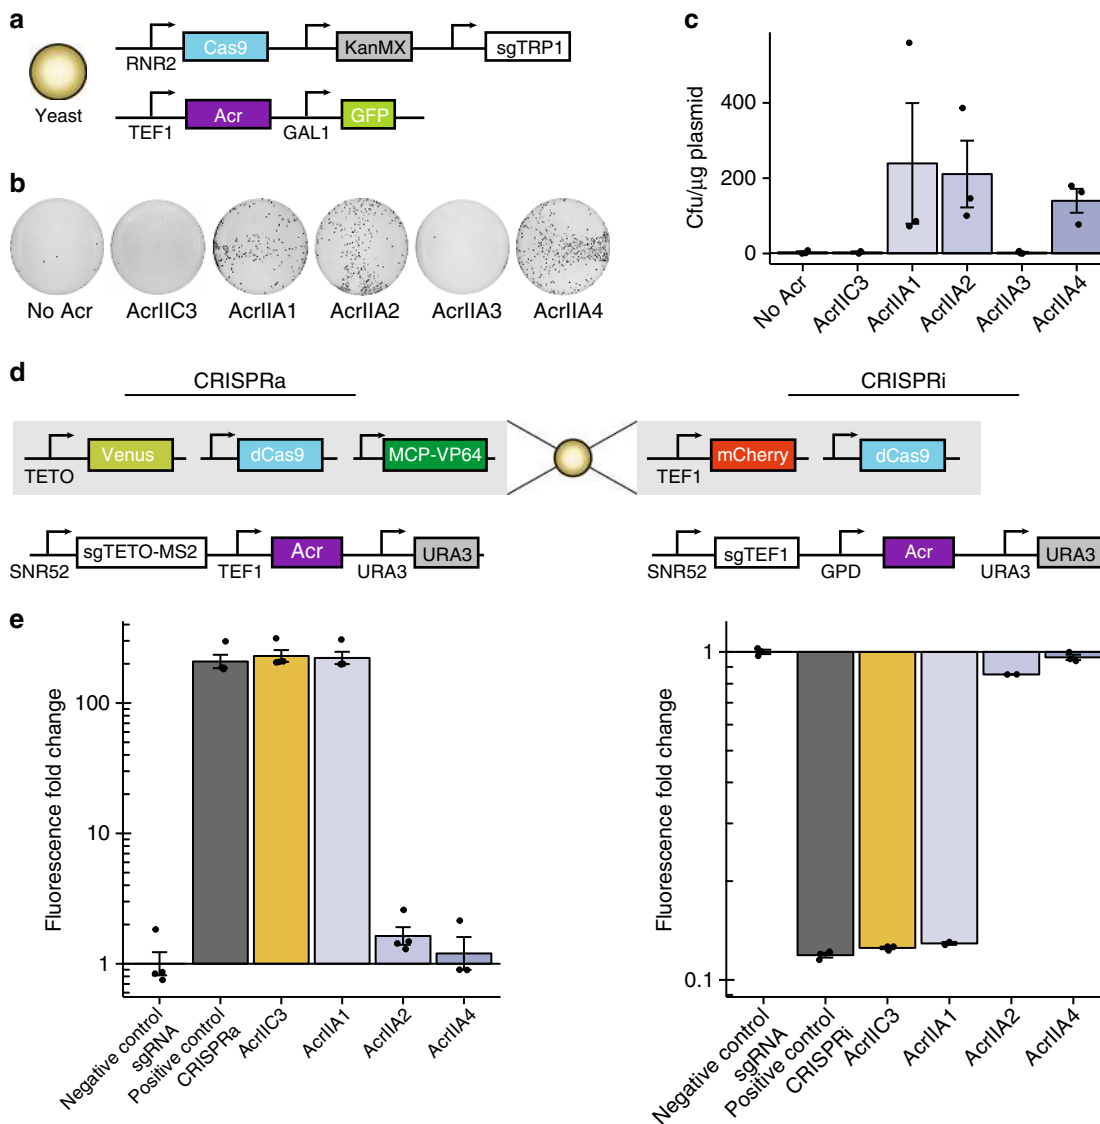 a
Yeast
RNR2
Cas9
KanMX
sgTRP1
TEF1
Acr
GAL1
GFP
b
No Acr
AcrIIC3
AcrIIA1
AcrIIA2
AcrIIA3
AcrIIA4
c
Cfu/μg plasmid
400
200
0
No Acr
AcrIIC3
AcrIIA1
AcrIIA2
AcrIIA3
AcrIIA4
d
CRISPRa
TETO
Venus
dCas9
MCP-VP64
SNR52
sgTETO-MS2
TEF1
Acr
URA3
URA3
CRISPRi
TEF1
mCherry
dCas9
SNR52
sgTEF1
GPD
Acr
URA3
URA3
e
Fluorescence fold change
100
10
1
Negative control
sgRNA
Positive control
CRISPRa
AcrIIC3
AcrIIA1
AcrIIA2
AcrIIA4
Fluorescence fold change
1
0.1
Negative control
sgRNA
Positive control
CRISPRi
AcrIIC3
AcrIIA1
AcrIIA2
AcrIIA4